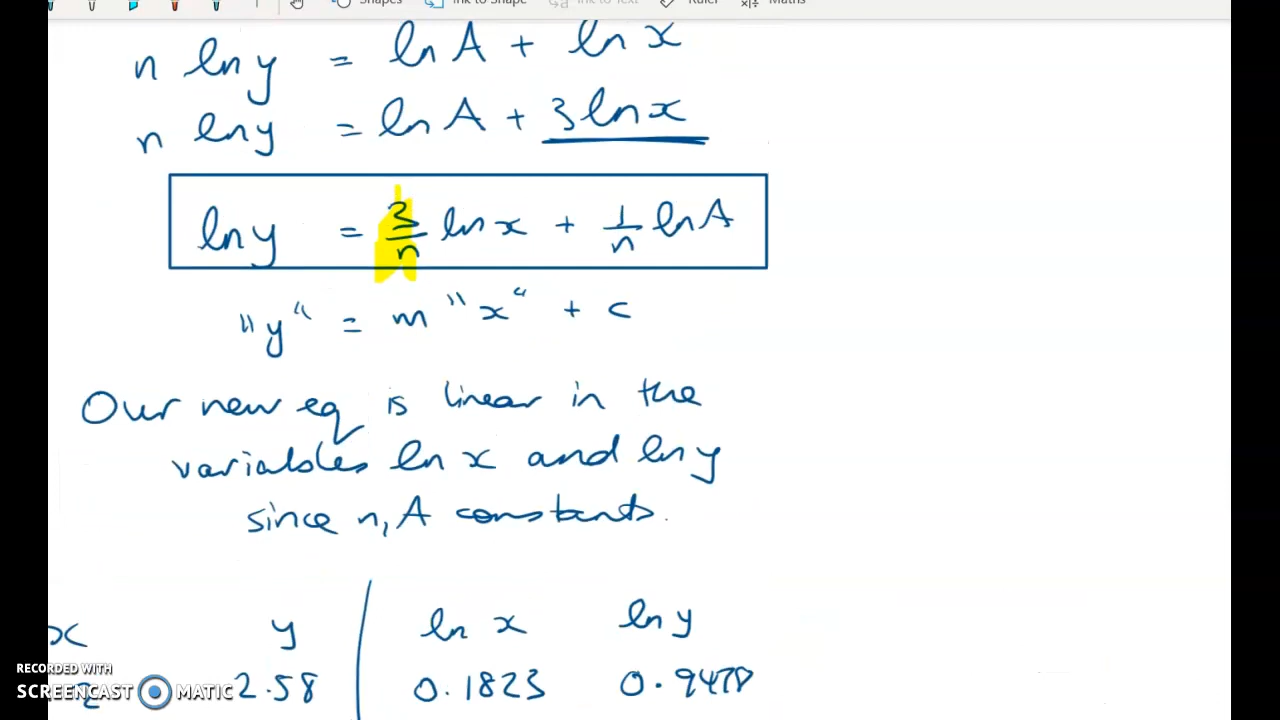 Shapes Ink to Shape Ink to Text Ruler Maths
n ln y = ln A + ln x
n ln y = ln A + 3 ln x
ln y = 3/n ln x + 1/n ln A
"y" = m "x" + c
Our new eq is linear in the
variables ln x and ln y
since n, A constants.
x y ln x ln y
2 2.58 0.1823 0.9478
RECORDED WITH
SCREENCAST MATIC